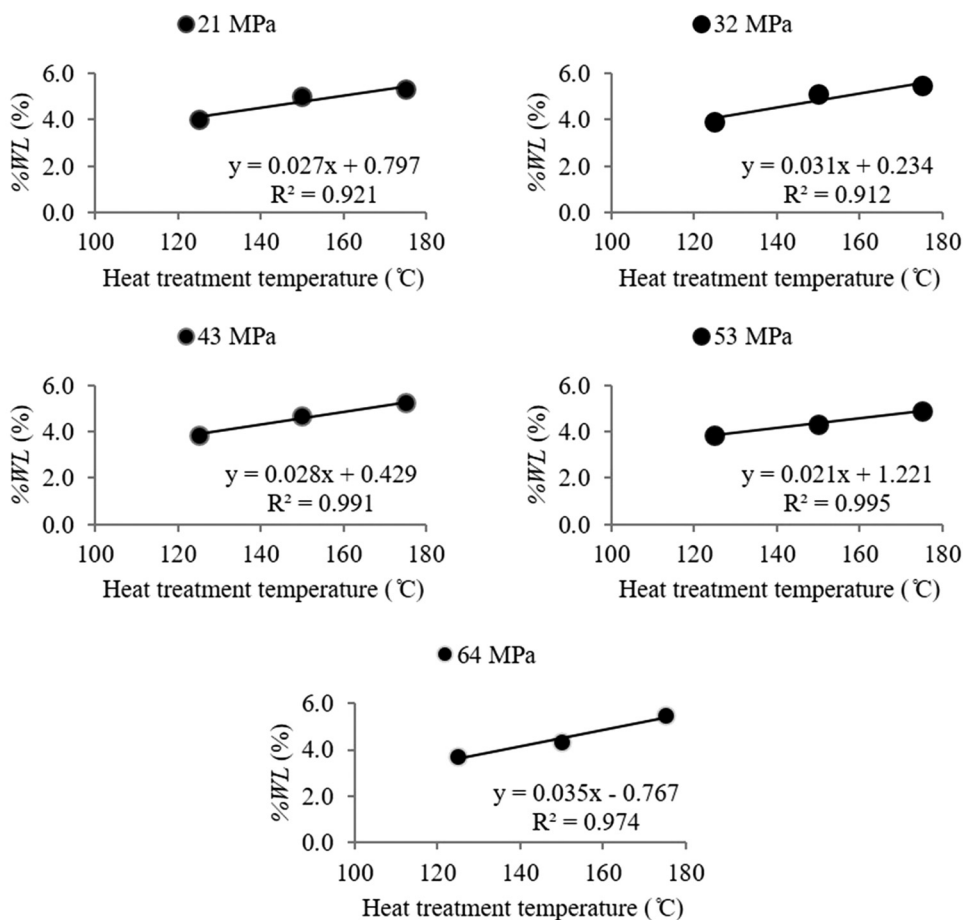 21 MPa
6.0
4.0
2.0
0.0
%WL (%)
y = 0.027x + 0.797
R² = 0.921
100 120 140 160 180
Heat treatment temperature (℃)
32 MPa
6.0
4.0
2.0
0.0
%WL (%)
y = 0.031x + 0.234
R² = 0.912
100 120 140 160 180
Heat treatment temperature (℃)
43 MPa
6.0
4.0
2.0
0.0
%WL (%)
y = 0.028x + 0.429
R² = 0.991
100 120 140 160 180
Heat treatment temperature (℃)
53 MPa
6.0
4.0
2.0
0.0
%WL (%)
y = 0.021x + 1.221
R² = 0.995
100 120 140 160 180
Heat treatment temperature (℃)
64 MPa
6.0
4.0
2.0
0.0
%WL (%)
y = 0.035x - 0.767
R² = 0.974
100 120 140 160 180
Heat treatment temperature (℃)